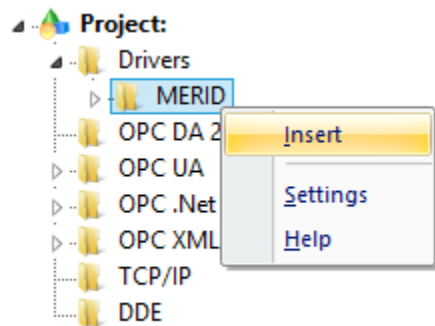 Project:
Drivers
MERID
OPC DA 2
Insert
OPC UA
OPC .Net
Settings
OPC XML
Help
TCP/IP
DDE